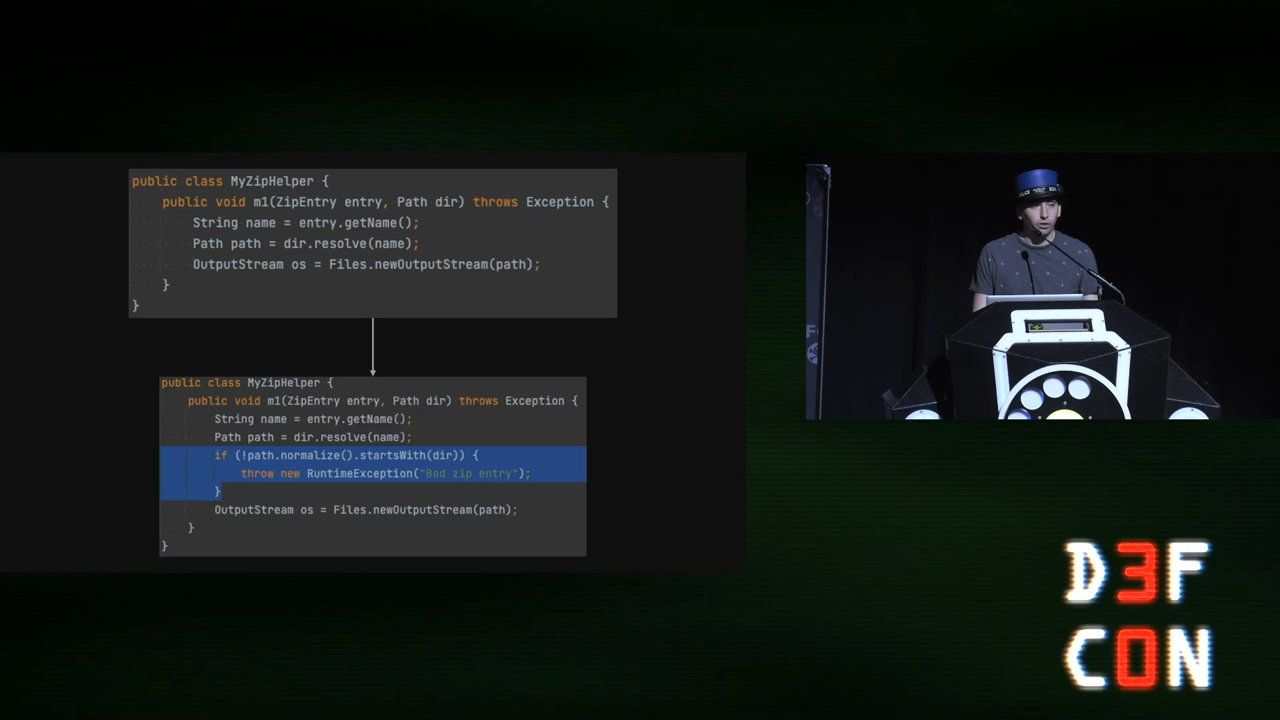 public class MyZipHelper {
public void m1(ZipEntry entry, Path dir) throws Exception {
String name = entry.getName();
Path path = dir.resolve(name);
OutputStream os = Files.newOutputStream(path);
}
}
public class MyZipHelper {
public void m1(ZipEntry entry, Path dir) throws Exception {
String name = entry.getName();
Path path = dir.resolve(name);
if (!path.normalize().startsWith(dir)) {
throw new RuntimeException("Bad zip entry");
}
OutputStream os = Files.newOutputStream(path);
}
}
D3F
C0N